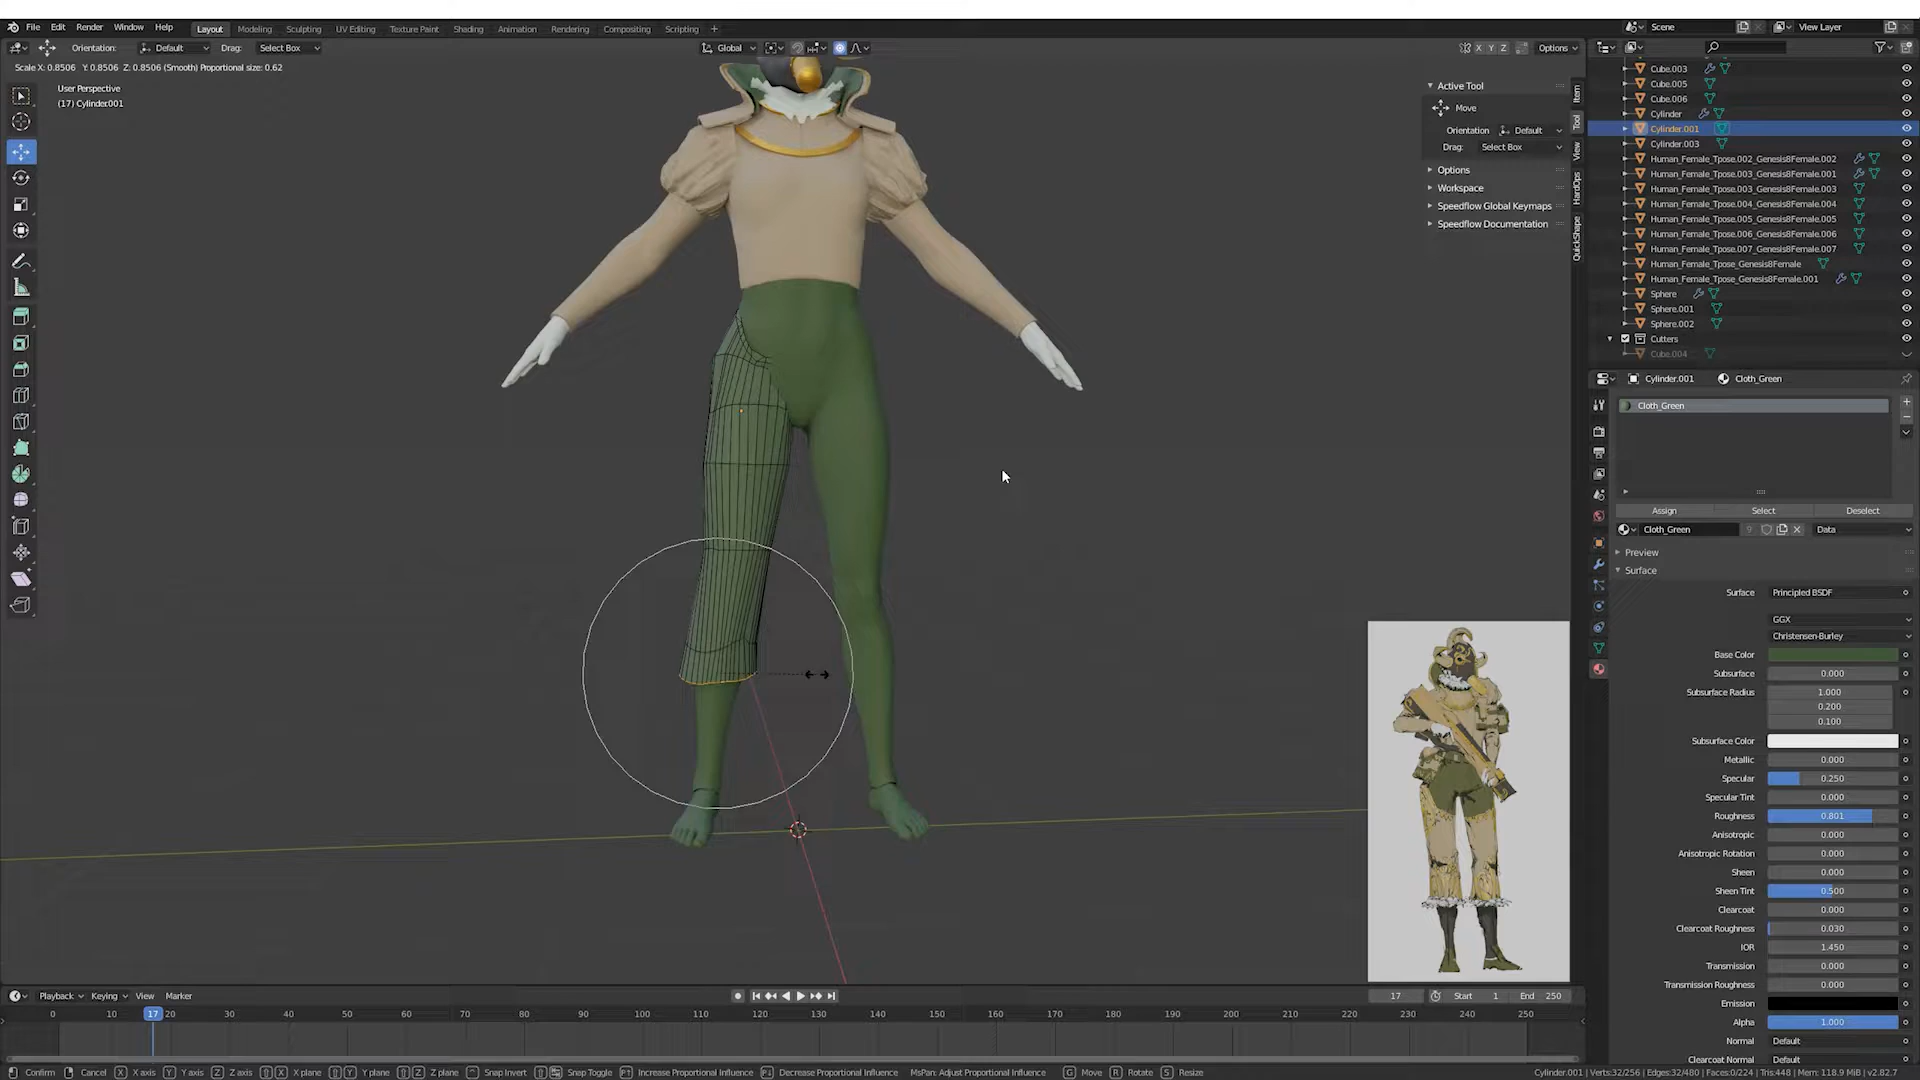 File Edit Render Window Help Layout Modeling Sculpting UV Editing Texture Paint Shading Animation Rendering Compositing Scripting + Scene View Layer
Orientation: Default Drag: Select Box Global X Y Z Options
Scale X: 0.8506 Y: 0.8506 Z: 0.8506 (Smooth) Proportional size: 0.62
User Perspective
(17) Cylinder.001
Active Tool
Move
Orientation Default
Drag: Select Box
Options
Workspace
Speedflow Global Keymaps
Speedflow Documentation
Item
Tool
View
HardOps
QuickShape
Cube.003
Cube.005
Cube.006
Cylinder
Cylinder.001
Cylinder.003
Human_Female_Tpose.002_Genesis8Female.002
Human_Female_Tpose.003_Genesis8Female.001
Human_Female_Tpose.003_Genesis8Female.003
Human_Female_Tpose.004_Genesis8Female.004
Human_Female_Tpose.005_Genesis8Female.005
Human_Female_Tpose.006_Genesis8Female.006
Human_Female_Tpose.007_Genesis8Female.007
Human_Female_Tpose_Genesis8Female
Human_Female_Tpose_Genesis8Female.001
Sphere
Sphere.001
Sphere.002
Cutters
Cube.004
Cylinder.001 Cloth_Green
Cloth_Green
Assign Select Deselect
Cloth_Green 9 Data
Preview
Surface
Surface Principled BSDF
GGX
Christensen-Burley
Base Color
Subsurface 0.000
Subsurface Radius 1.000
0.200
0.100
Subsurface Color
Metallic 0.000
Specular 0.250
Specular Tint 0.000
Roughness 0.801
Anisotropic 0.000
Anisotropic Rotation 0.000
Sheen 0.000
Sheen Tint 0.500
Clearcoat 0.000
Clearcoat Roughness 0.030
IOR 1.450
Transmission 0.000
Transmission Roughness 0.000
Emission
Alpha 1.000
Normal Default
Clearcoat Normal Default
Playback Keying View Marker 17 Start 1 End 250
0 10 17 20 30 40 50 60 70 80 90 100 110 120 130 140 150 160 170 180 190 200 210 220 230 240 250
Confirm Cancel X X axis Y Y axis Z Z axis X X plane Y Y plane Z Z plane Snap Invert Snap Toggle Increase Proportional Influence Decrease Proportional Influence MsPan: Adjust Proportional Influence G Move R Rotate S Resize Cylinder.001 | Verts:32/256 | Edges:32/480 | Faces:0/224 | Tris:448 | Mem: 118.9 MiB | v2.82.7